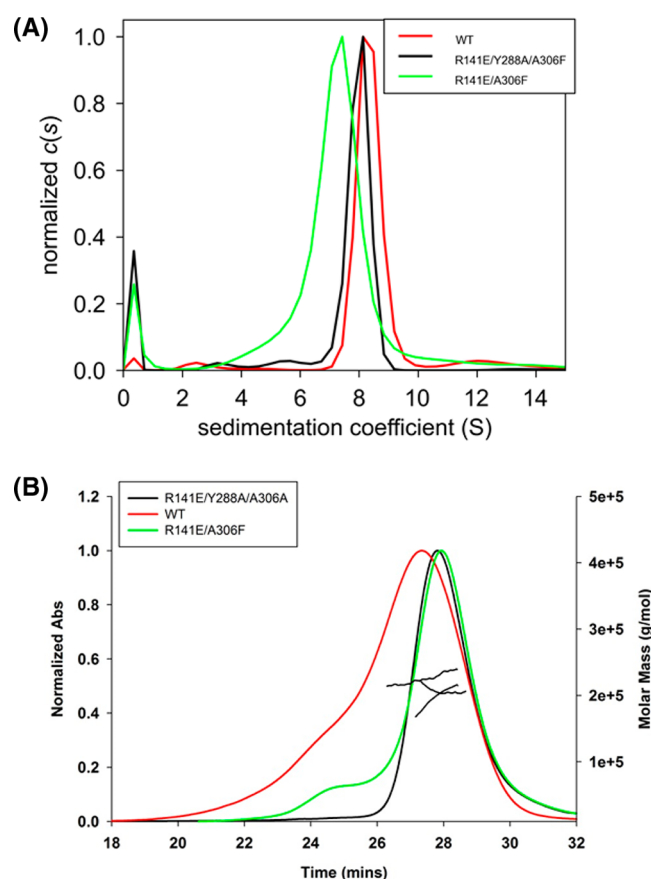 (A)
1.0
0.8
0.6
0.4
0.2
0.0
normalized c(s)
WT
R141E/Y288A/A306F
R141E/A306F
0 2 4 6 8 10 12 14
sedimentation coefficient (S)
(B)
1.2
1.0
0.8
0.6
0.4
0.2
0.0
Normalized Abs
R141E/Y288A/A306A
WT
R141E/A306F
5e+5
4e+5
3e+5
2e+5
1e+5
Molar Mass (g/mol)
18 20 22 24 26 28 30 32
Time (mins)